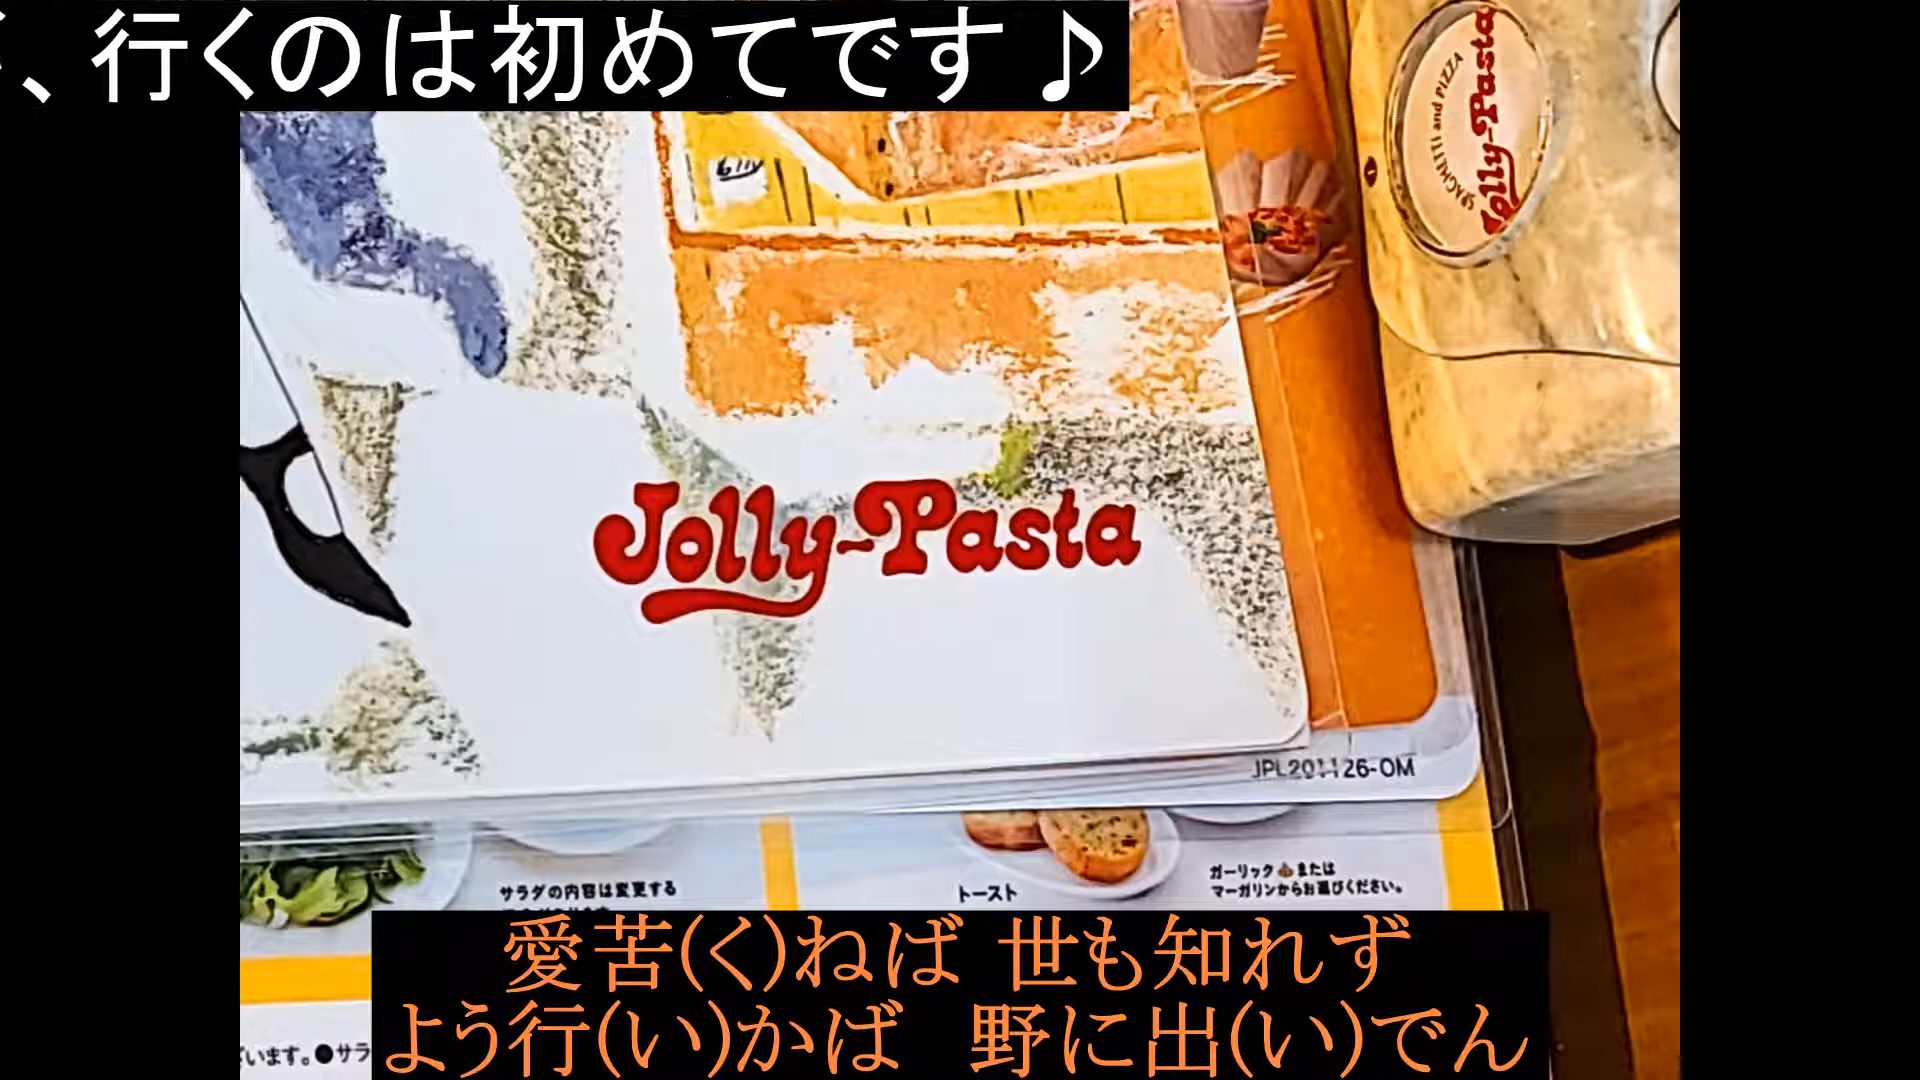 、行くのは初めてです♪
SPAGHETTI and PIZZA
Jolly-Pasta
Jolly-Pasta
JPL201126-OM
サラダの内容は変更する
トースト
ガーリック または
マーガリンからお選びください。
愛苦(く)ねば 世も知れず
よう行(い)かば 野に出(い)でん
います。●サラ